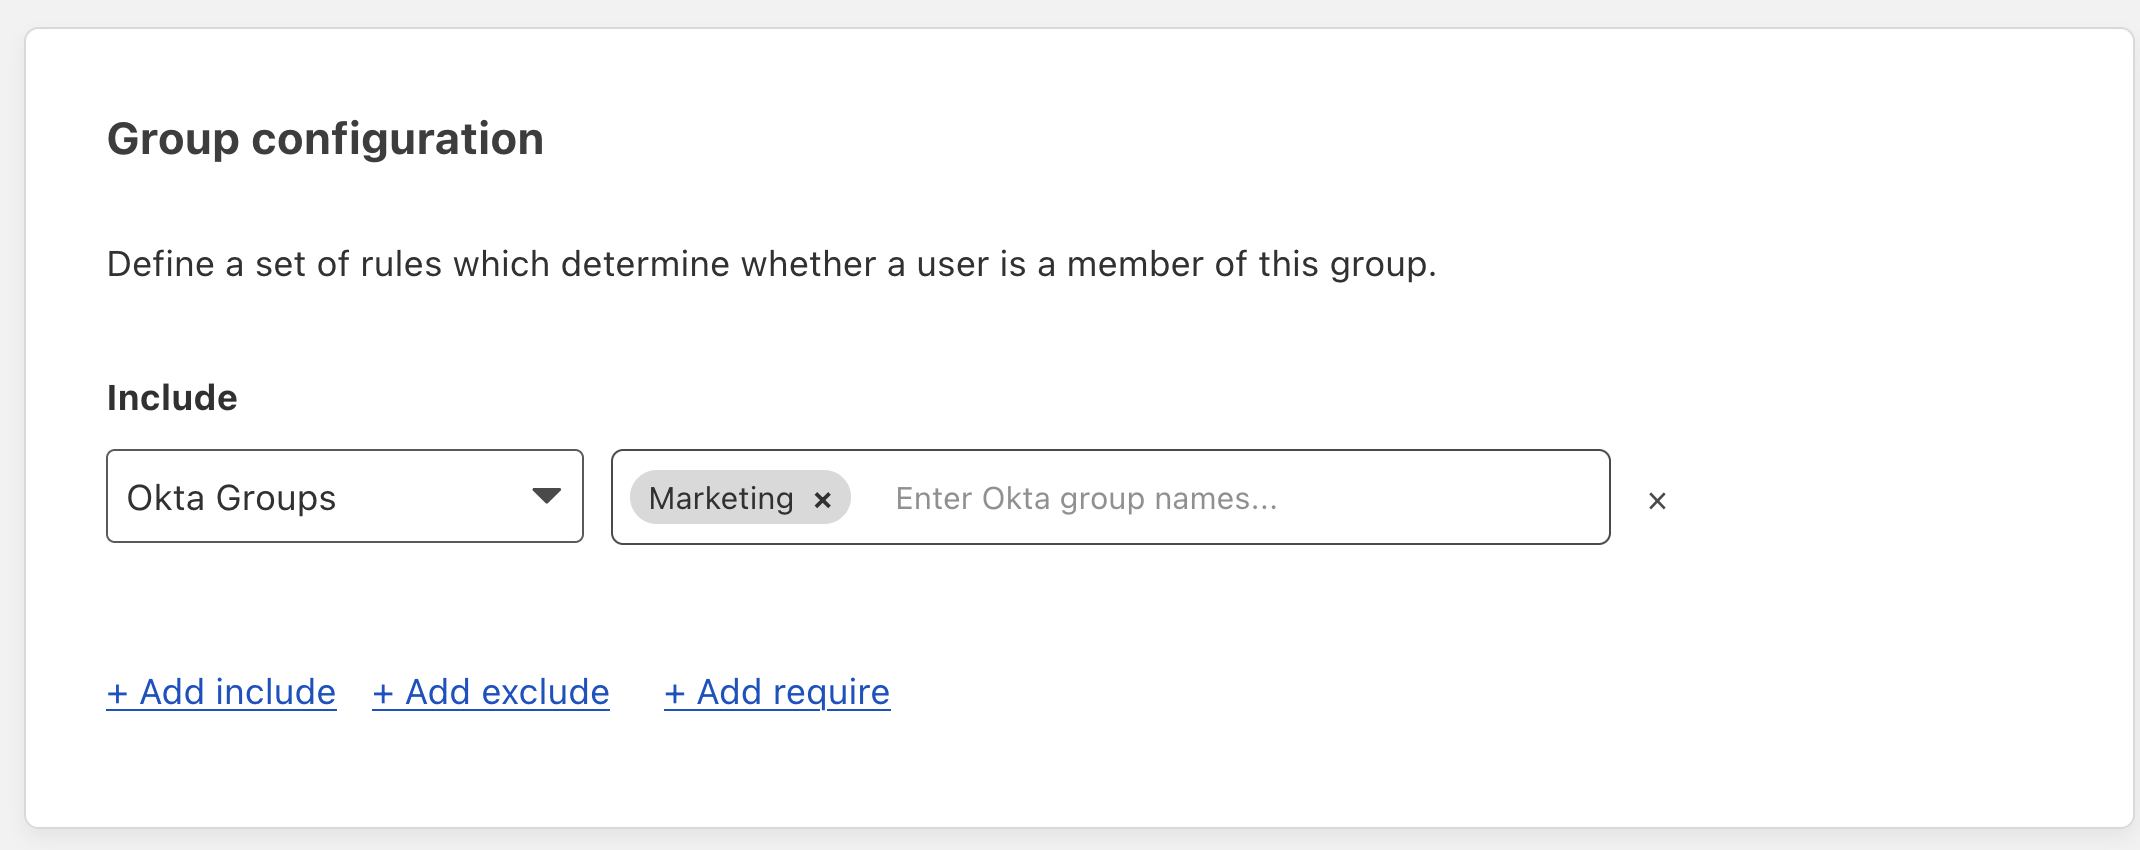 Group configuration
Define a set of rules which determine whether a user is a member of this group.
Include
Okta Groups Marketing × Enter Okta group names... ×
+ Add include + Add exclude + Add require